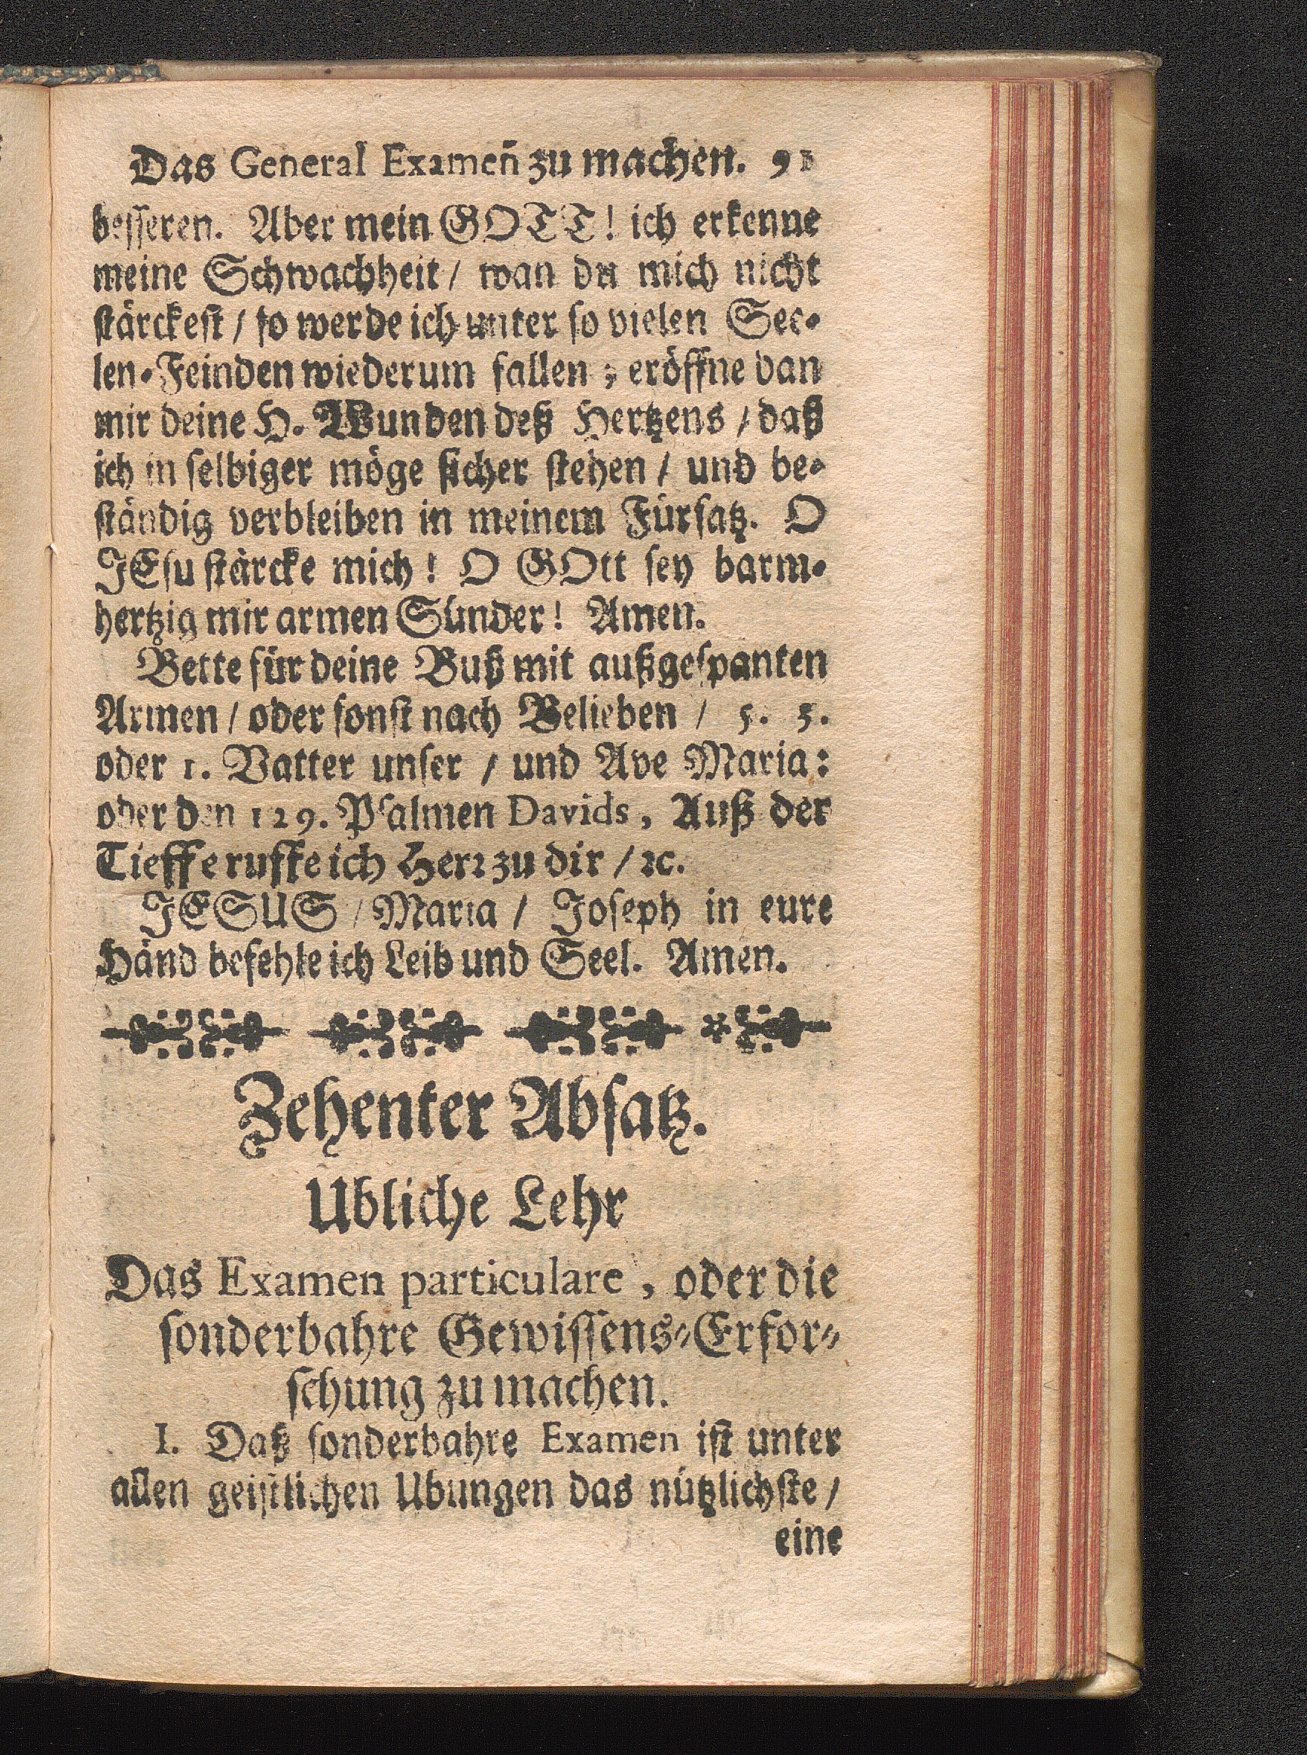 Das General Examen zu machen. 91
besseren. Aber mein GOTT! ich erkenne
meine Schwachheit / wan du mich nicht
stärckest / so werde ich unter so vielen See-
len-Feinden wiederum fallen ; eröffne dan
mir deine H. Wunden deß Hertzens / daß
ich in selbiger möge sicher stehen / und be-
ständig verbleiben in meinem Fürsatz. O
JEsu stärcke mich! O GOtt sey barm-
hertzig mir armen Sünder! Amen.
Bette für deine Buß mit außgespanten
Armen / oder sonst nach Belieben / 5. 5.
oder 1. Vatter unser / und Ave Maria:
oder den 129. Psalmen Davids, Auß der
Tieffe ruffe ich Herr zu dir / ꝛc.
JESUS / Maria / Joseph in eure
Händ befehle ich Leib und Seel. Amen.
Zehenter Absatz.
Ubliche Lehr
Das Examen particulare, oder die
sonderbahre Gewissens-Erfor-
schung zu machen.
I. Daß sonderbahre Examen ist unter
allen geistlichen Ubungen das nützlichste /
eine